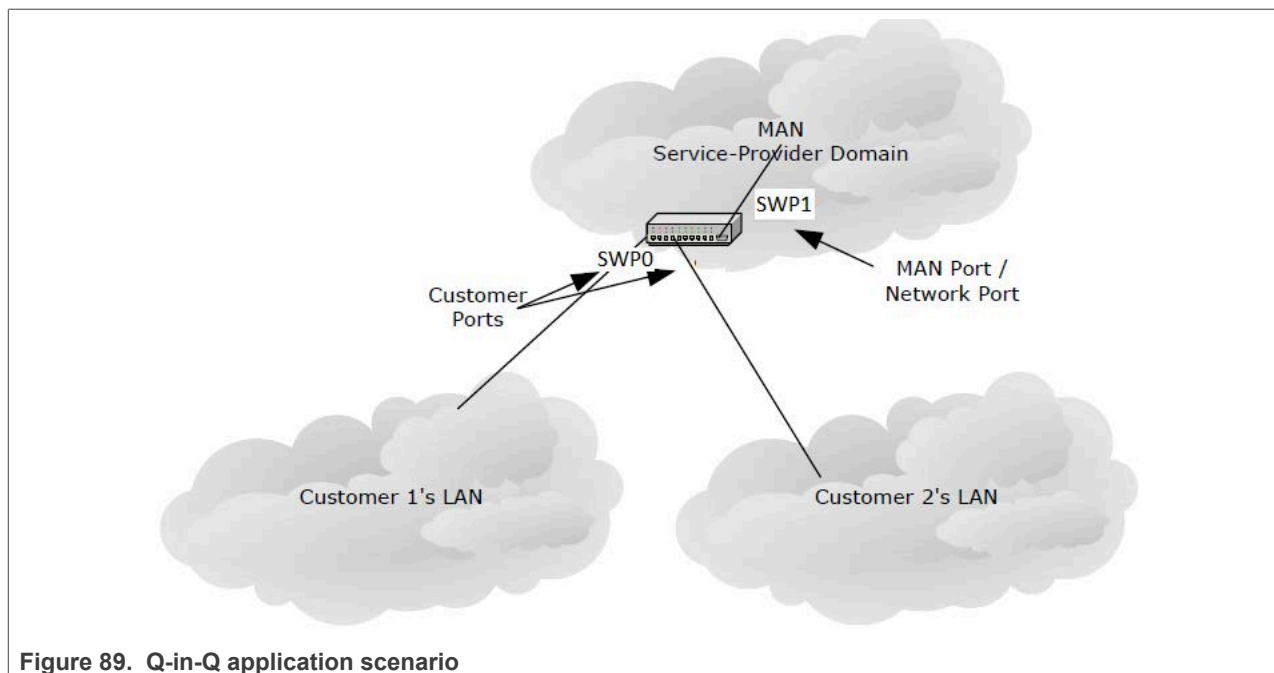 MAN
Service-Provider Domain
SWP1
SWP0
Customer
Ports
MAN Port /
Network Port
Customer 1's LAN
Customer 2's LAN
Figure 89. Q-in-Q application scenario